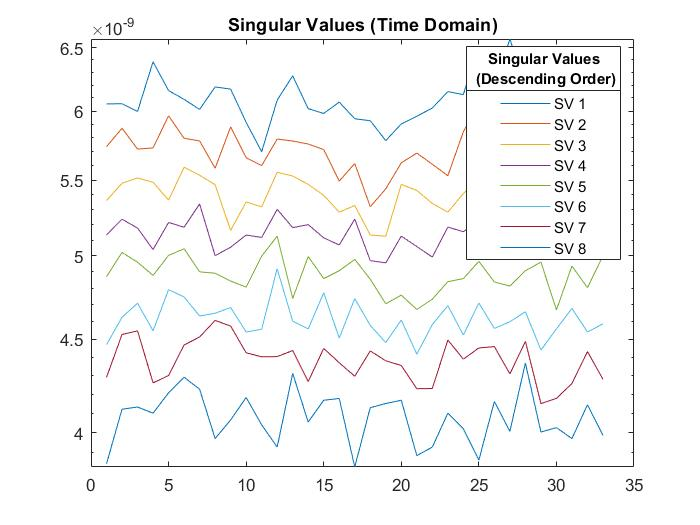 Singular Values (Time Domain)
×10⁻⁹
6.5
6
5.5
5
4.5
4
0 5 10 15 20 25 30 35
Singular Values
(Descending Order)
SV 1
SV 2
SV 3
SV 4
SV 5
SV 6
SV 7
SV 8